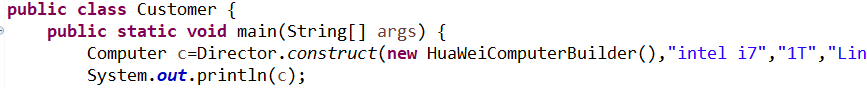 public class Customer {
public static void main(String[] args) {
Computer c=Director.construct(new HuaWeiComputerBuilder(),"intel i7","1T","Lin
System.out.println(c);